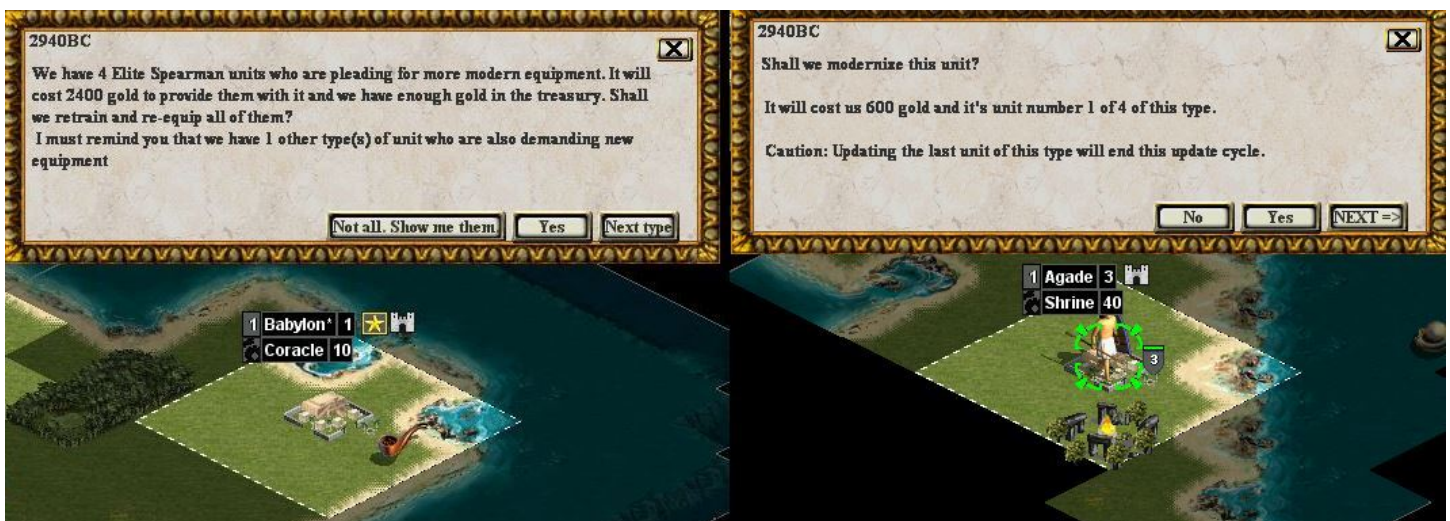 2940BC
We have 4 Elite Spearman units who are pleading for more modern equipment. It will
cost 2400 gold to provide them with it and we have enough gold in the treasury. Shall
we retrain and re-equip all of them?
I must remind you that we have 1 other type(s) of unit who are also demanding new
equipment
Not all. Show me them
Yes
Next type
1 Babylon* 1
Coracle 10
2940BC
Shall we modernize this unit?
It will cost us 600 gold and it's unit number 1 of 4 of this type.
Caution: Updating the last unit of this type will end this update cycle.
No
Yes
NEXT =>
1 Agade 3
Shrine 40
3